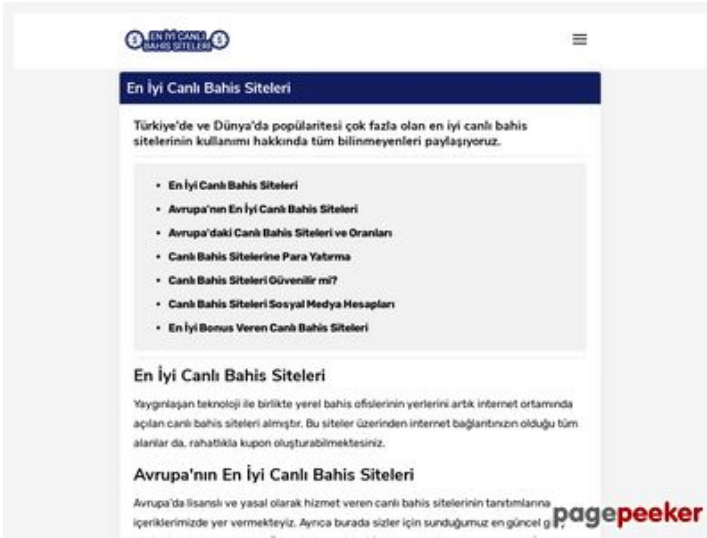 EN İYİ CANLI
BAHİS SİTELERİ
En İyi Canlı Bahis Siteleri
Türkiye'de ve Dünya'da popülaritesi çok fazla olan en iyi canlı bahis
sitelerinin kullanımı hakkında tüm bilinmeyenleri paylaşıyoruz.
• En İyi Canlı Bahis Siteleri
• Avrupa'nın En İyi Canlı Bahis Siteleri
• Avrupa'daki Canlı Bahis Siteleri ve Oranları
• Canlı Bahis Sitelerine Para Yatırma
• Canlı Bahis Siteleri Güvenilir mi?
• Canlı Bahis Siteleri Sosyal Medya Hesapları
• En İyi Bonus Veren Canlı Bahis Siteleri
En İyi Canlı Bahis Siteleri
Yaygınlaşan teknoloji ile birlikte yerel bahis ofislerinin yerlerini artık internet ortamında
açılan canlı bahis siteleri almıştır. Bu siteler üzerinden internet bağlantınızın olduğu tüm
alanlar da, rahatlıkla kupon oluşturabilmektesiniz.
Avrupa'nın En İyi Canlı Bahis Siteleri
Avrupa'da lisanslı ve yasal olarak hizmet veren canlı bahis sitelerinin tanıtımlarına
içeriklerimizde yer vermekteyiz. Ayrıca burada sizler için sunduğumuz en güncel
pagepeeker